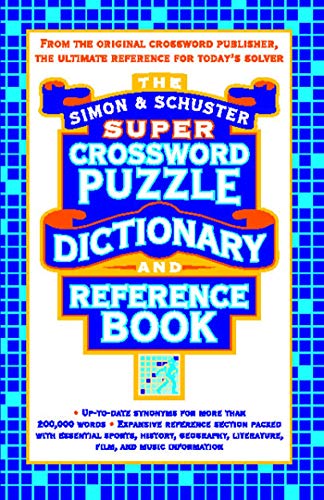 FROM THE ORIGINAL CROSSWORD PUBLISHER,
THE ULTIMATE REFERENCE FOR TODAY'S SOLVER
THE
SIMON & SCHUSTER
SUPER
CROSSWORD
PUZZLE
DICTIONARY
AND
REFERENCE
BOOK
• UP-TO-DATE SYNONYMS FOR MORE THAN
200,000 WORDS • EXPANSIVE REFERENCE SECTION PACKED
WITH ESSENTIAL SPORTS, HISTORY, GEOGRAPHY, LITERATURE,
FILM, AND MUSIC INFORMATION